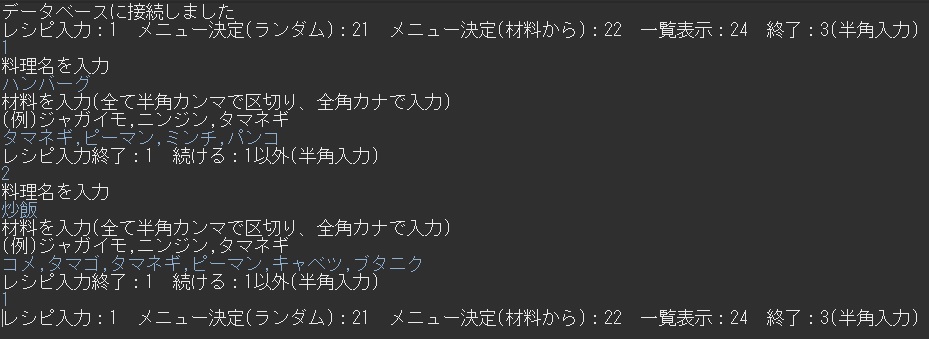 データベースに接続しました
レシピ入力：1　メニュー決定(ランダム)：21　メニュー決定(材料から)：22　一覧表示：24　終了：3(半角入力)
1
料理名を入力
ハンバーグ
材料を入力(全て半角カンマで区切り、全角カナで入力)
(例)ジャガイモ,ニンジン,タマネギ
タマネギ,ピーマン,ミンチ,パンコ
レシピ入力終了：1　続ける：1以外(半角入力)
2
料理名を入力
炒飯
材料を入力(全て半角カンマで区切り、全角カナで入力)
(例)ジャガイモ,ニンジン,タマネギ
コメ,タマゴ,タマネギ,ピーマン,キャベツ,ブタニク
レシピ入力終了：1　続ける：1以外(半角入力)
1
レシピ入力：1　メニュー決定(ランダム)：21　メニュー決定(材料から)：22　一覧表示：24　終了：3(半角入力)